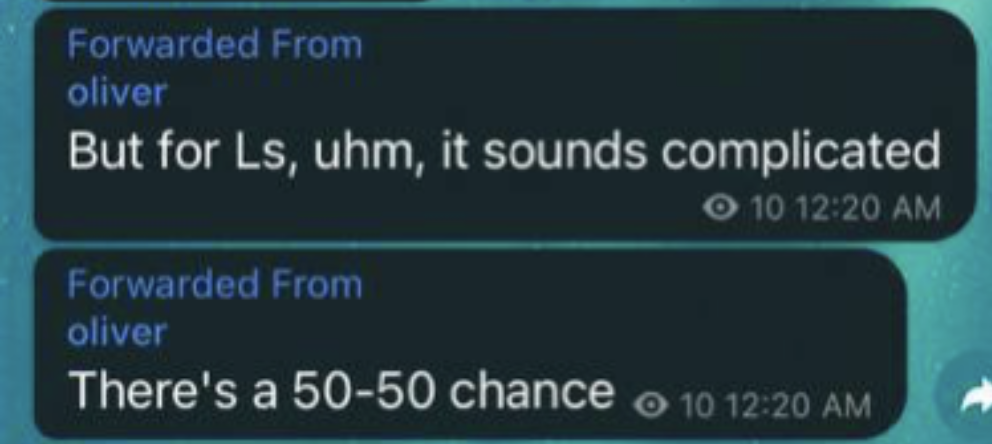 Forwarded From
oliver
But for Ls, uhm, it sounds complicated
10 12:20 AM
Forwarded From
oliver
There's a 50-50 chance 10 12:20 AM